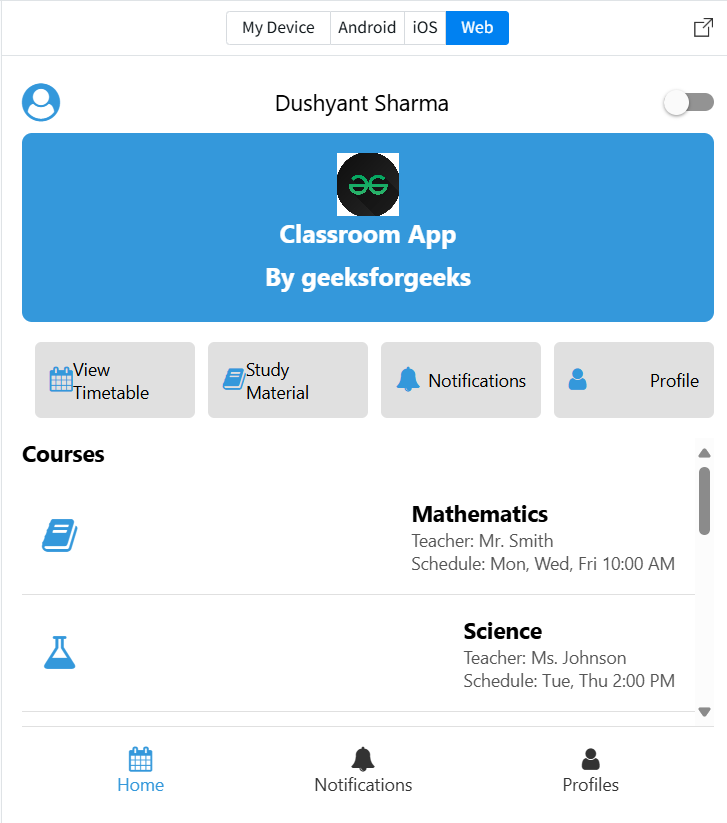 My Device Android iOS Web
Dushyant Sharma
Classroom App
By geeksforgeeks
View
Timetable
Study
Material
Notifications
Profile
Courses
Mathematics
Teacher: Mr. Smith
Schedule: Mon, Wed, Fri 10:00 AM
Science
Teacher: Ms. Johnson
Schedule: Tue, Thu 2:00 PM
Home
Notifications
Profiles